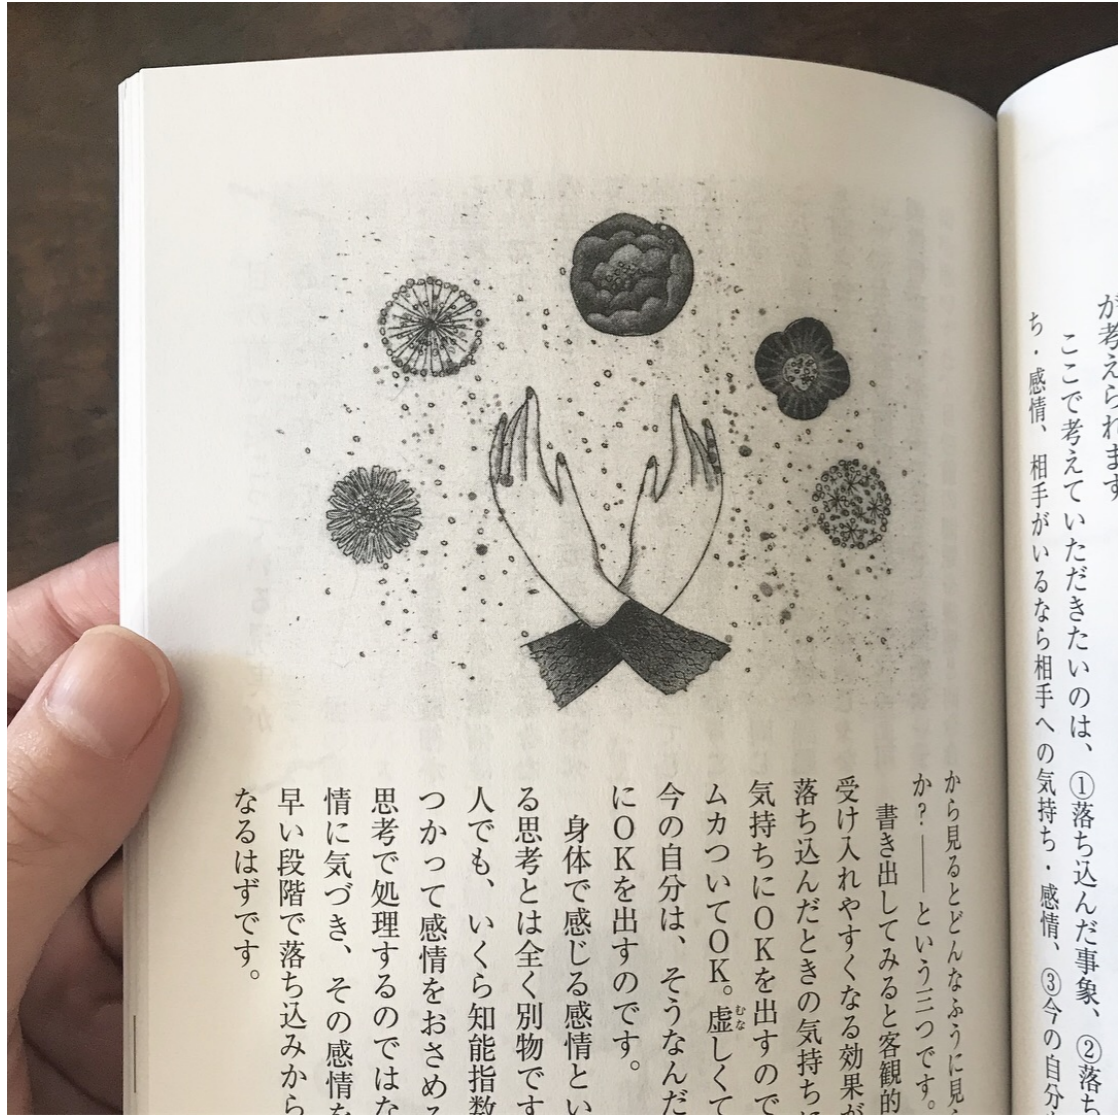 が考えられます
ここで考えていただきたいのは、①落ち込んだ事象、②落ち
ち・感情、相手がいるなら相手への気持ち・感情、③今の自分
から見るとどんなふうに見
か？――という三つです。
書き出してみると客観的
受け入れやすくなる効果が
落ち込んだときの気持ちに
気持ちにOKを出すので
ムカついてOK。虚しくて
むな
今の自分は、そうなんだ
にOKを出すのです。
身体で感じる感情とい
る思考とは全く別物です
人でも、いくら知能指数
つかって感情をおさめる
思考で処理するのではな
情に気づき、その感情を
早い段階で落ち込みから
なるはずです。